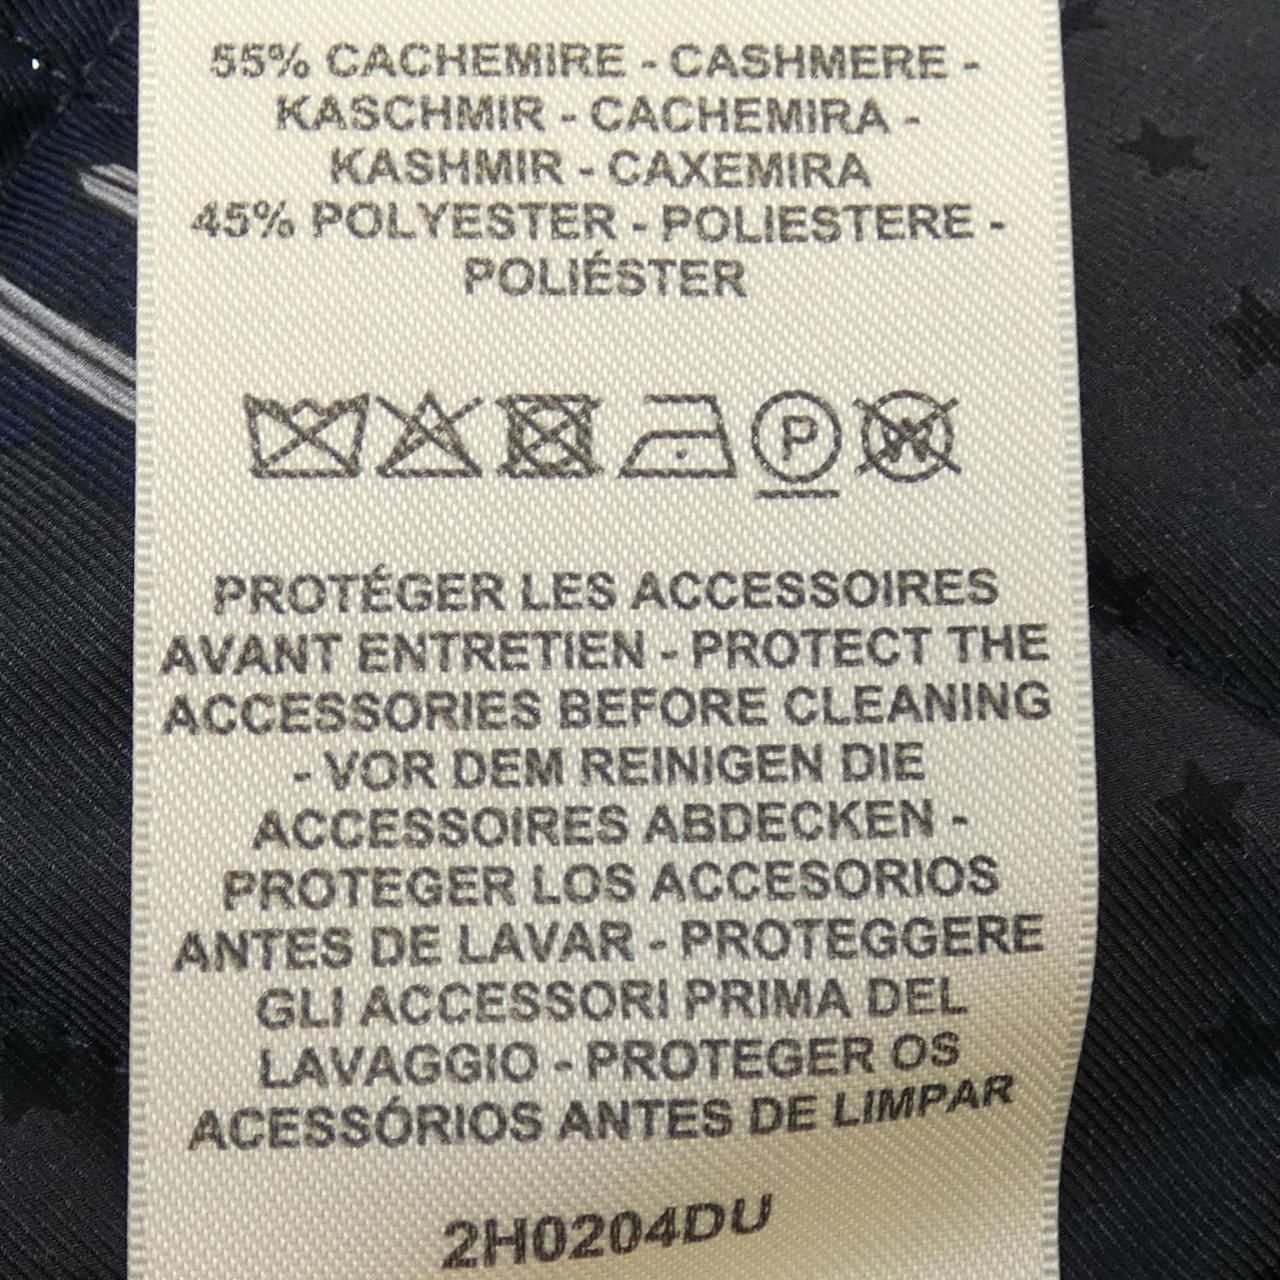 55% CACHEMIRE - CASHMERE -
KASCHMIR - CACHEMIRA -
KASHMIR - CAXEMIRA
45% POLYESTER - POLIESTERE -
POLIÉSTER
P
W
PROTÉGER LES ACCESSOIRES
AVANT ENTRETIEN - PROTECT THE
ACCESSORIES BEFORE CLEANING
- VOR DEM REINIGEN DIE
ACCESSOIRES ABDECKEN -
PROTEGER LOS ACCESORIOS
ANTES DE LAVAR - PROTEGGERE
GLI ACCESSORI PRIMA DEL
LAVAGGIO - PROTEGER OS
ACESSÓRIOS ANTES DE LIMPAR
2H0204DU